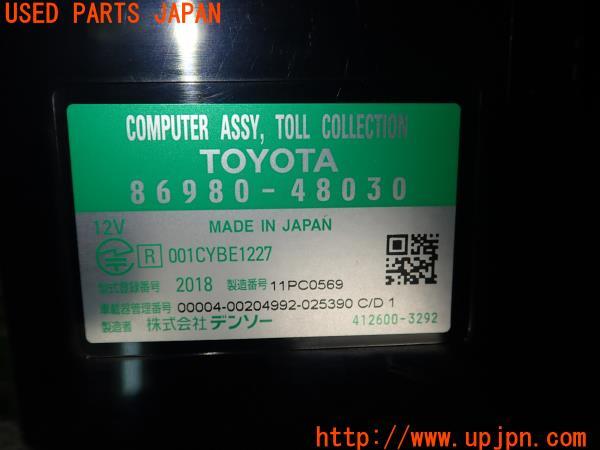 USED PARTS JAPAN
COMPUTER ASSY, TOLL COLLECTION
TOYOTA
86980-48030
12V MADE IN JAPAN
R 001CYBE1227
型式登録番号 2018 製造番号 11PC0569
車載器管理番号 00004-00204992-025390 C/D 1
製造者 株式会社 デンソー 412600-3292
http://www.upjpn.com